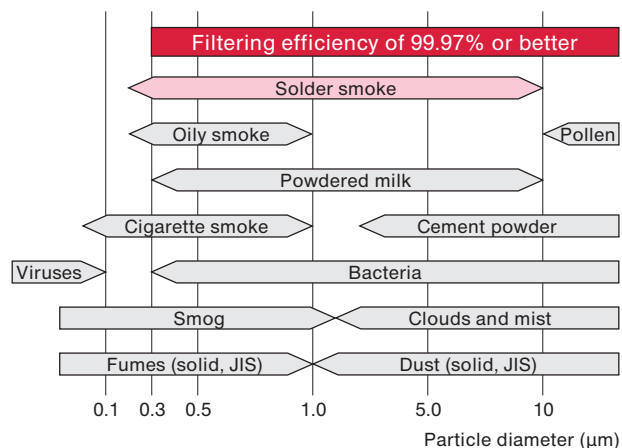 Filtering efficiency of 99.97% or better
Solder smoke
Oily smoke
Pollen
Powdered milk
Cigarette smoke
Cement powder
Viruses
Bacteria
Smog
Clouds and mist
Fumes (solid, JIS)
Dust (solid, JIS)
0.1 0.3 0.5 1.0 5.0 10
Particle diameter (μm)